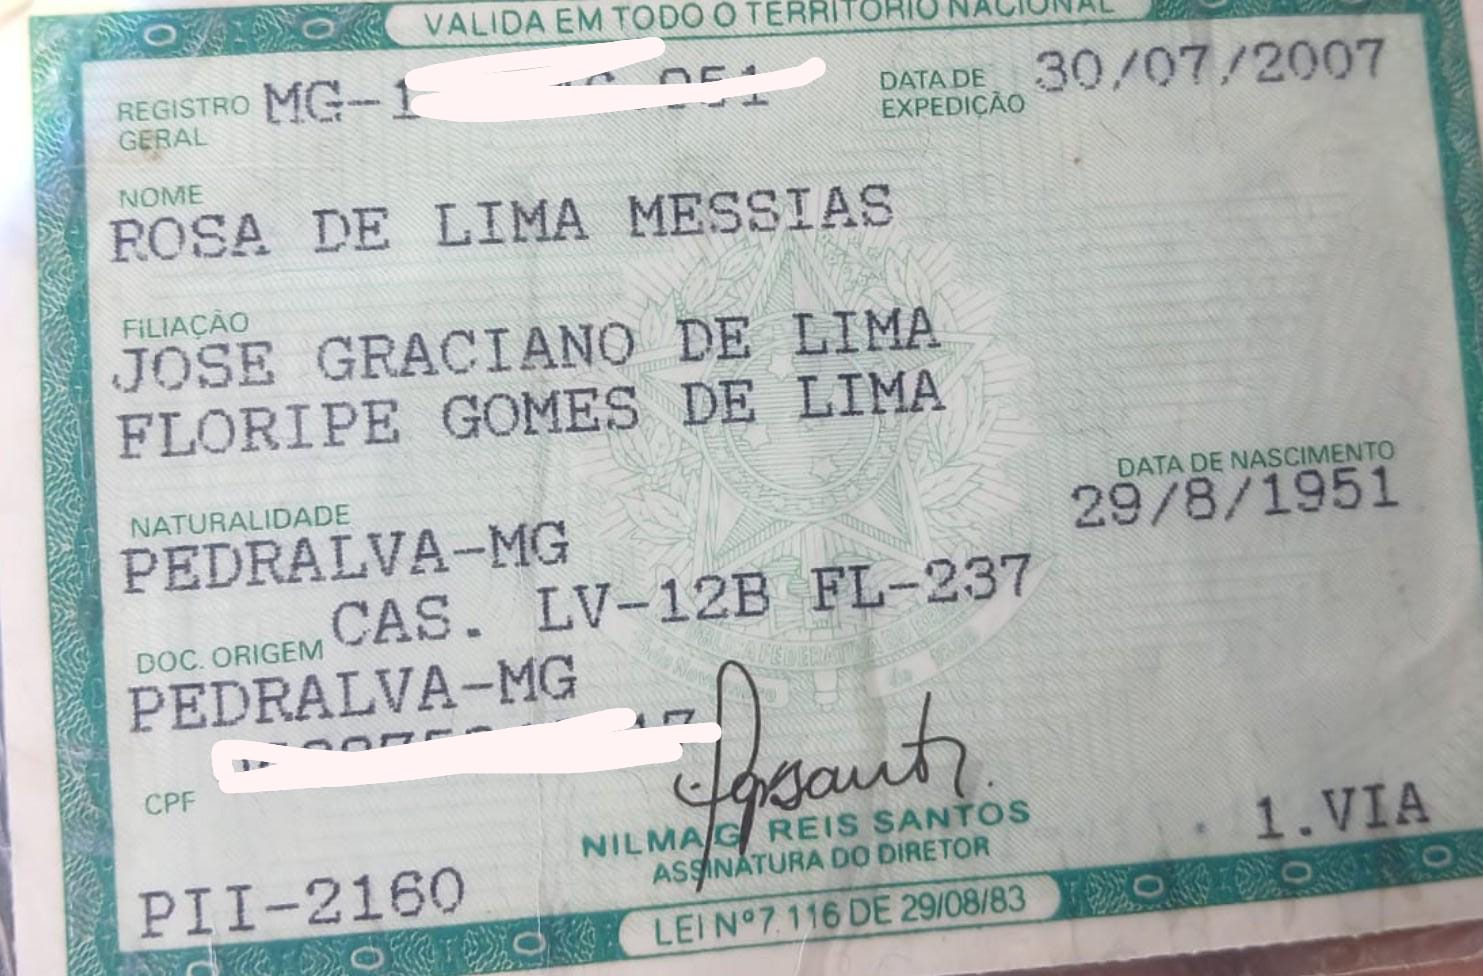 VALIDA EM TODO O TERRITÓRIO NACIONAL
REGISTRO GERAL MG-1
DATA DE EXPEDIÇÃO 30/07/2007
NOME
ROSA DE LIMA MESSIAS
FILIAÇÃO
JOSE GRACIANO DE LIMA
FLORIPE GOMES DE LIMA
NATURALIDADE
DATA DE NASCIMENTO
PEDRALVA-MG
29/8/1951
DOC. ORIGEM CAS. LV-12B FL-237
PEDRALVA-MG
CPF
NILMA G. REIS SANTOS
ASSINATURA DO DIRETOR
1.VIA
PII-2160
LEI Nº 7.116 DE 29/08/83